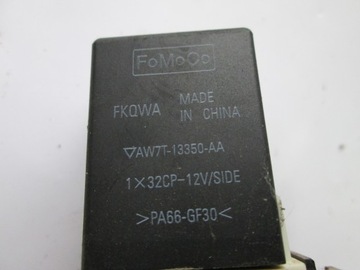 FoMoCo
FKQWA MADE IN CHINA
▽AW7T-13350-AA
1×32CP-12V/SIDE
>PA66-GF30<